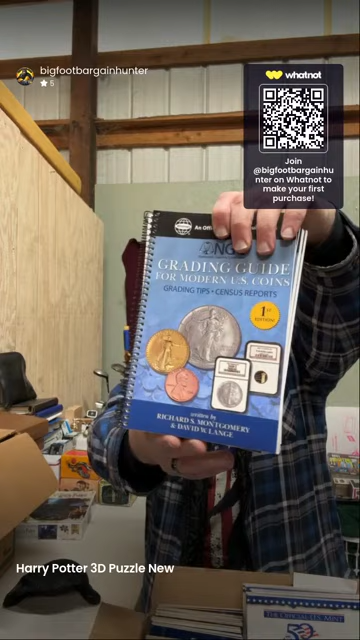 bigfootbargainhunter
★ 5
whatnot
Join
@bigfootbargainhu
nter on Whatnot to
make your first
purchase!
NG
GRADING GUIDE
FOR MODERN U.S. COINS
GRADING TIPS • CENSUS REPORTS
1ST
EDITION
written by
RICHARD S. MONTGOMERY
& DAVID W. LANGE
Harry Potter 3D Puzzle New